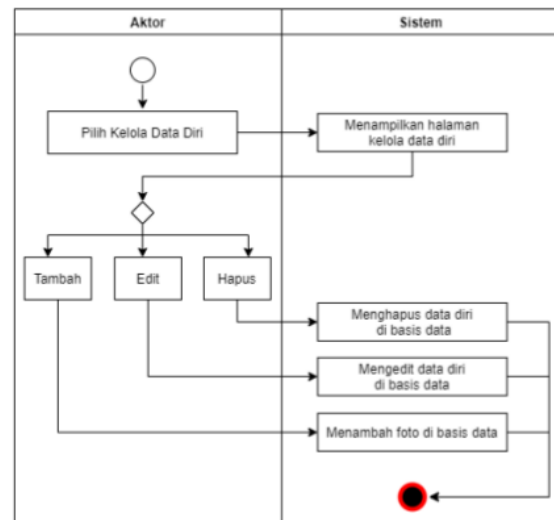 Aktor
Sistem
Pilih Kelola Data Diri
Menampilkan halaman
kelola data diri
Tambah
Edit
Hapus
Menghapus data diri
di basis data
Mengedit data diri
di basis data
Menambah foto di basis data